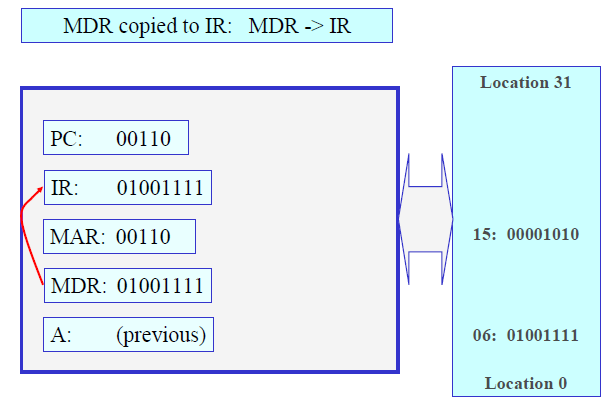 MDR copied to IR: MDR -> IR
Location 31
PC: 00110
IR: 01001111
MAR: 00110
15: 00001010
MDR: 01001111
A: (previous)
06: 01001111
Location 0